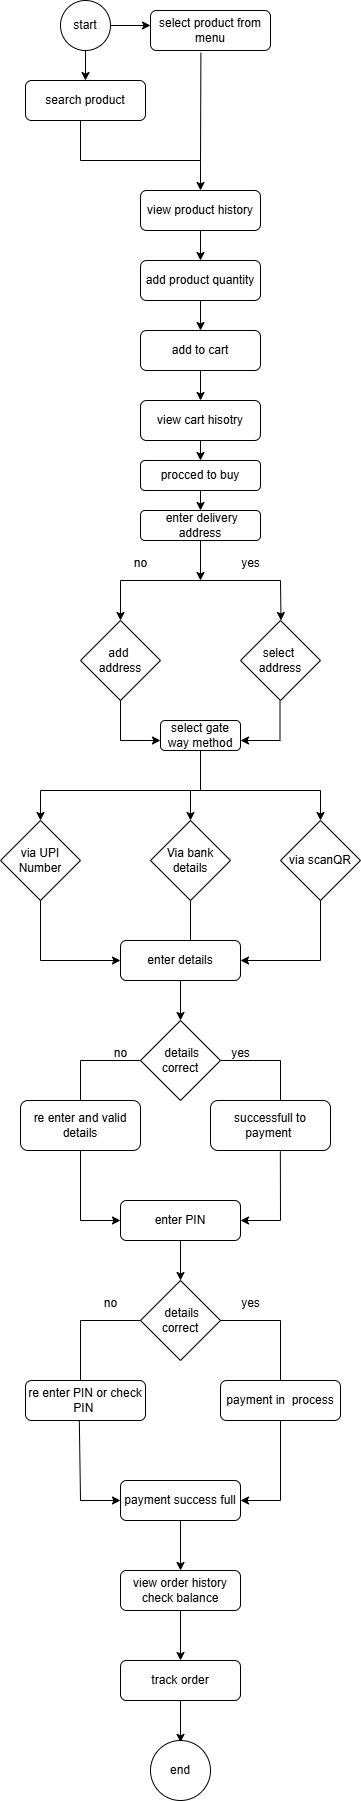 start
select product from
menu
search product
view product history
add product quantity
add to cart
view cart hisotry
procced to buy
enter delivery
address
no
yes
add
address
select
address
select gate
way method
via UPI
Number
Via bank
details
via scanQR
enter details
details
correct
no
yes
re enter and valid
details
successfull to
payment
enter PIN
no
yes
details
correct
re enter PIN or check
PIN
payment in process
payment success full
view order history
check balance
track order
end